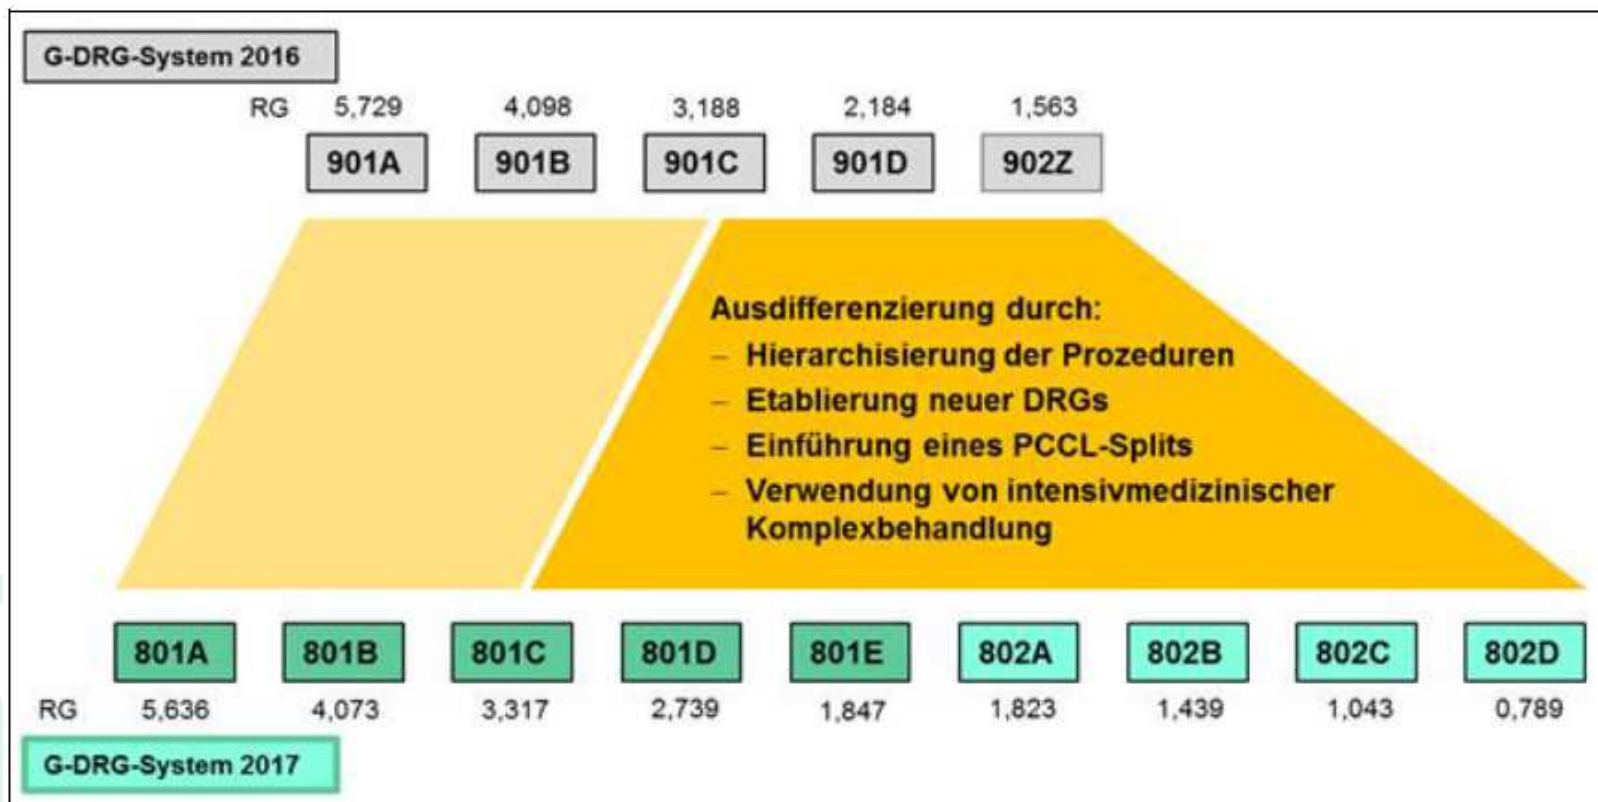 G-DRG-System 2016
RG 5,729 4,098 3,188 2,184 1,563
901A 901B 901C 901D 902Z
Ausdifferenzierung durch:
– Hierarchisierung der Prozeduren
– Etablierung neuer DRGs
– Einführung eines PCCL-Splits
– Verwendung von intensivmedizinischer
Komplexbehandlung
801A 801B 801C 801D 801E 802A 802B 802C 802D
RG 5,636 4,073 3,317 2,739 1,847 1,823 1,439 1,043 0,789
G-DRG-System 2017